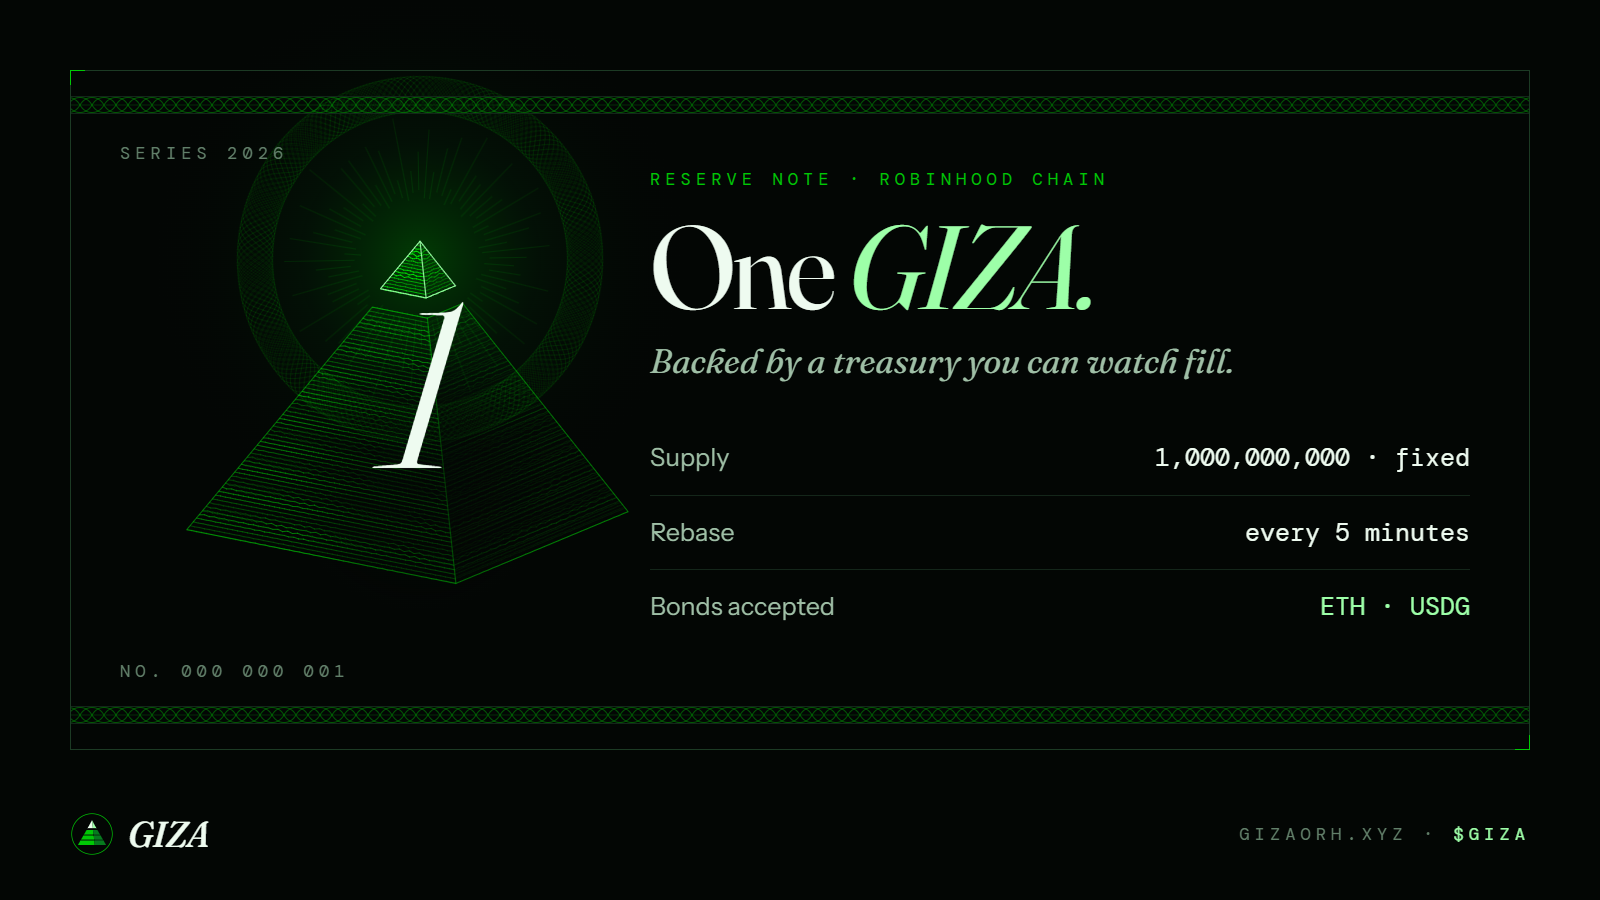 SERIES 2026
RESERVE NOTE · ROBINHOOD CHAIN
One GIZA.
Backed by a treasury you can watch fill.
1
Supply 1,000,000,000 · fixed
Rebase every 5 minutes
Bonds accepted ETH · USDG
NO. 000 000 001
GIZA
GIZAORH.XYZ · $GIZA